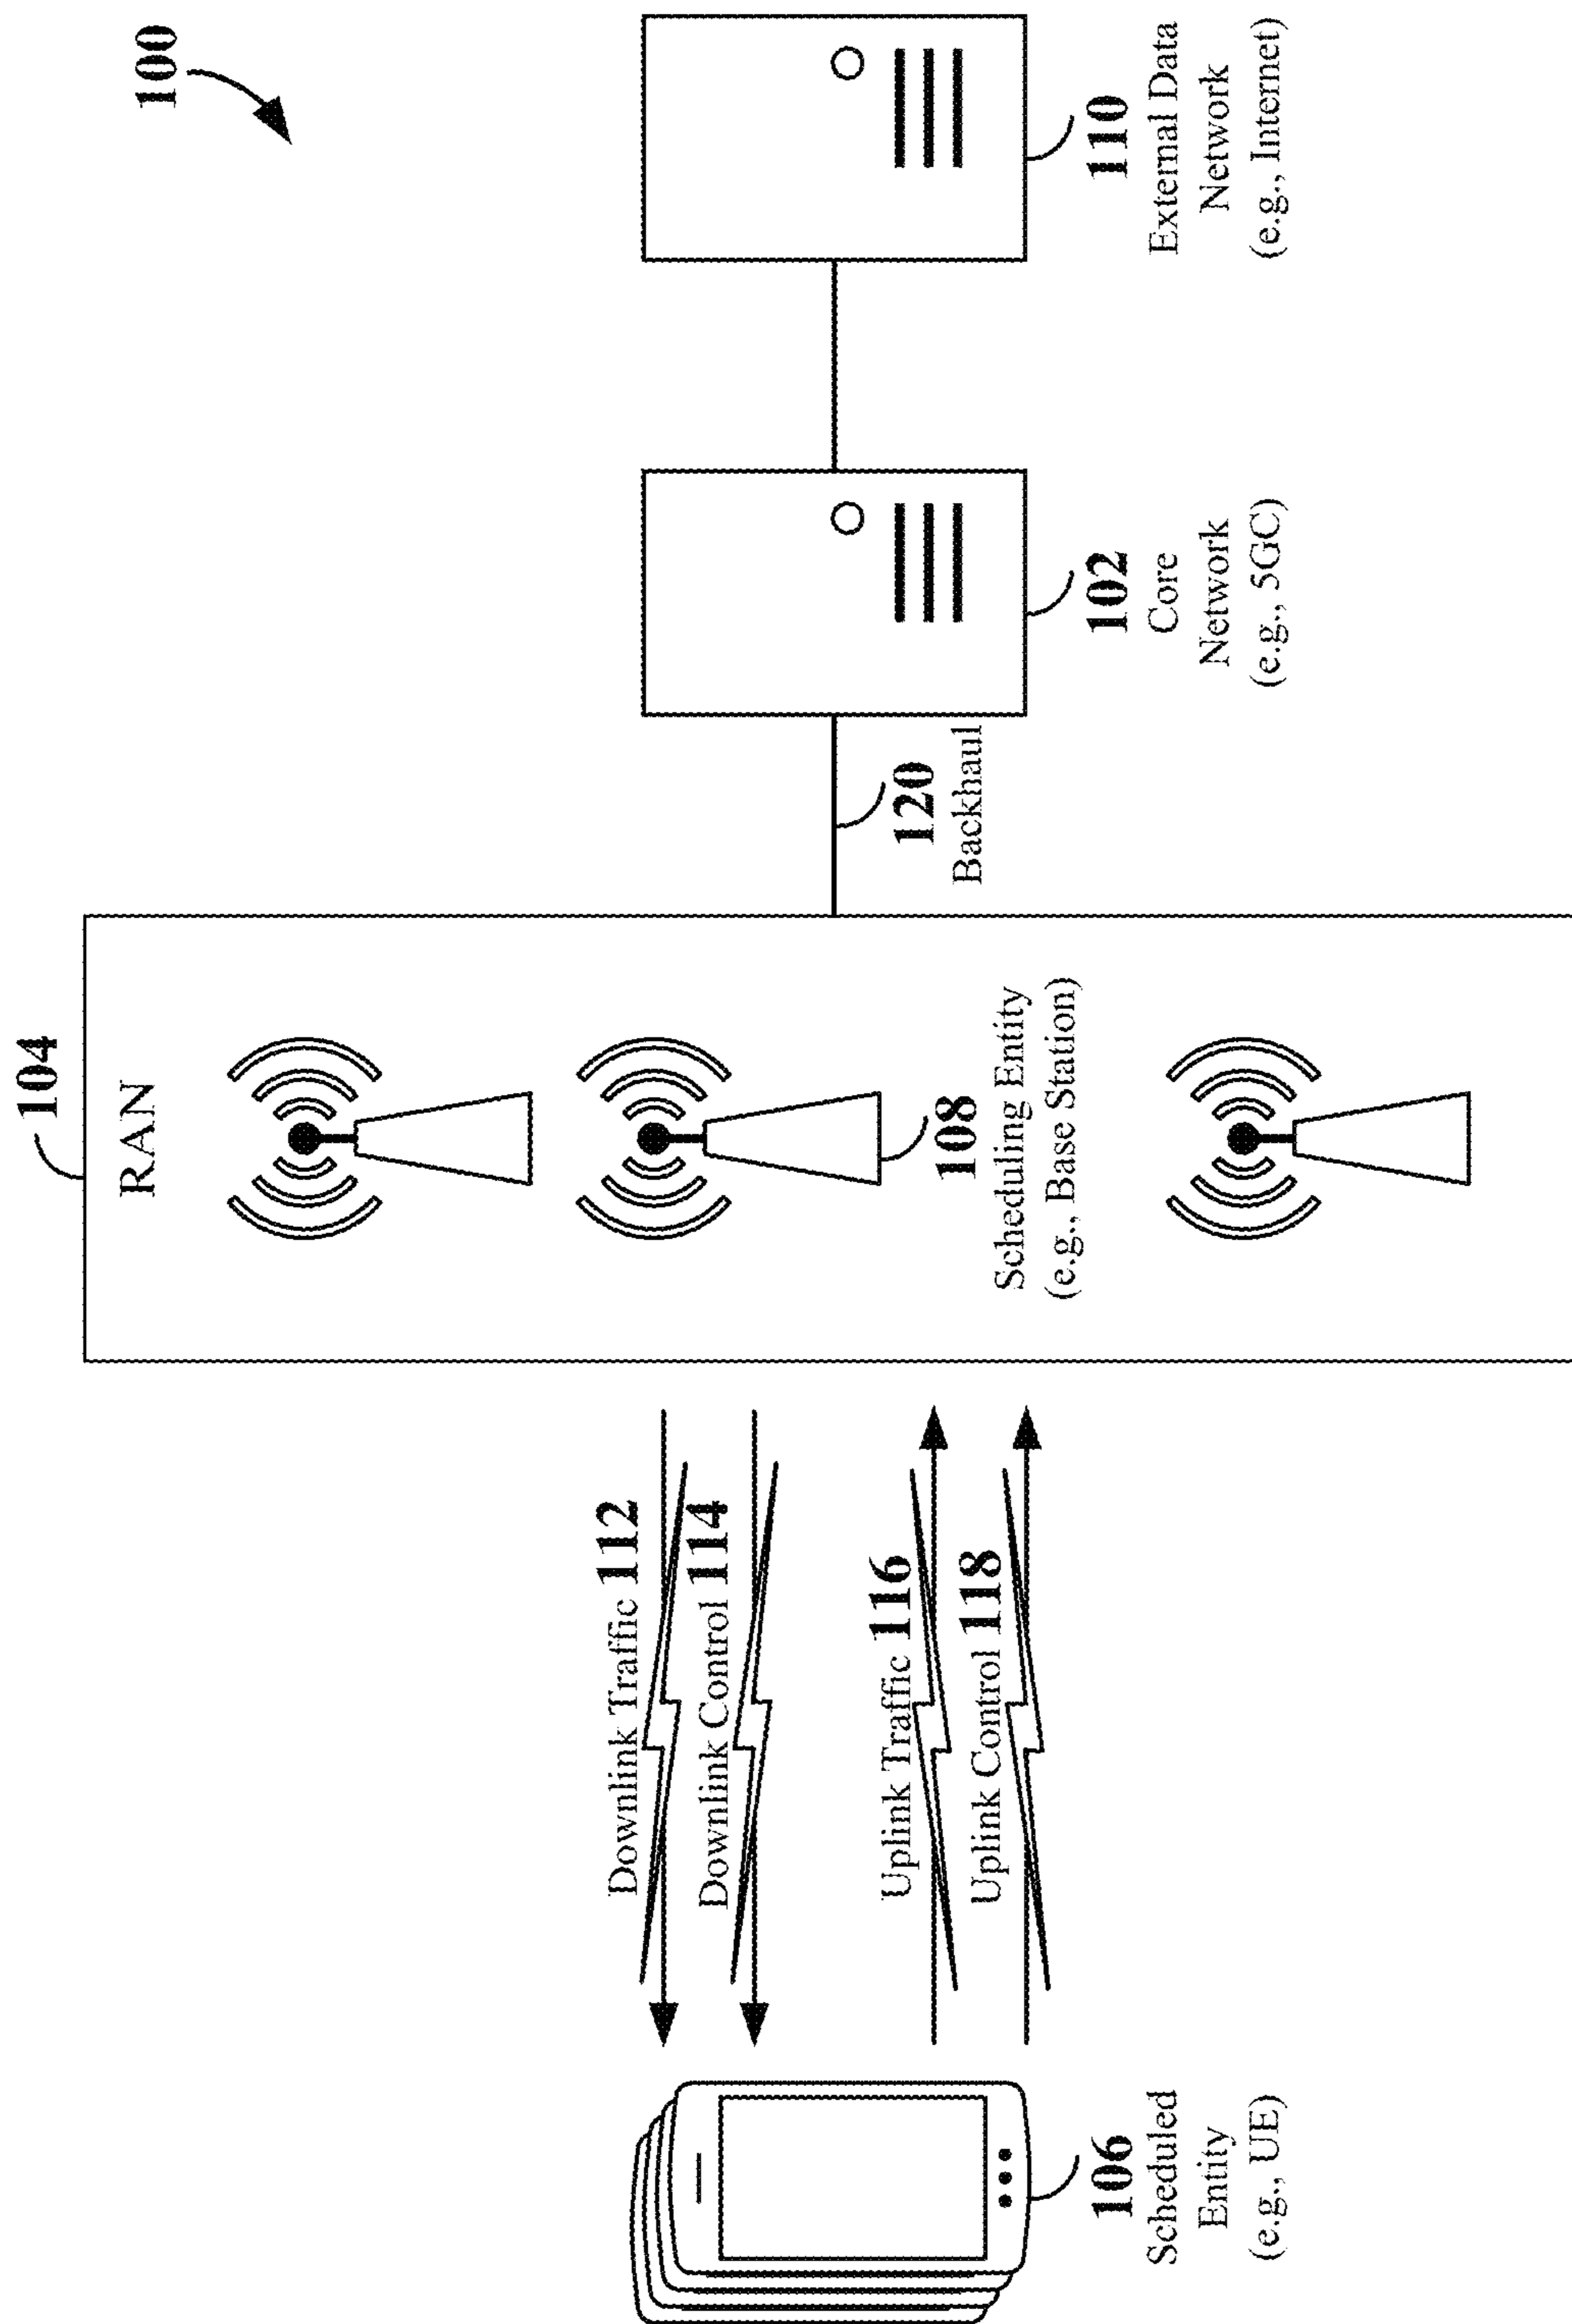 100
104
RAN
Downlink Traffic 112
Downlink Control 114
Uplink Traffic 116
Uplink Control 118
106
Scheduled
Entity
(e.g., UE)
108
Scheduling Entity
(e.g., Base Station)
120
Backhaul
102
Core
Network
(e.g., 5GC)
110
External Data
Network
(e.g., Internet)